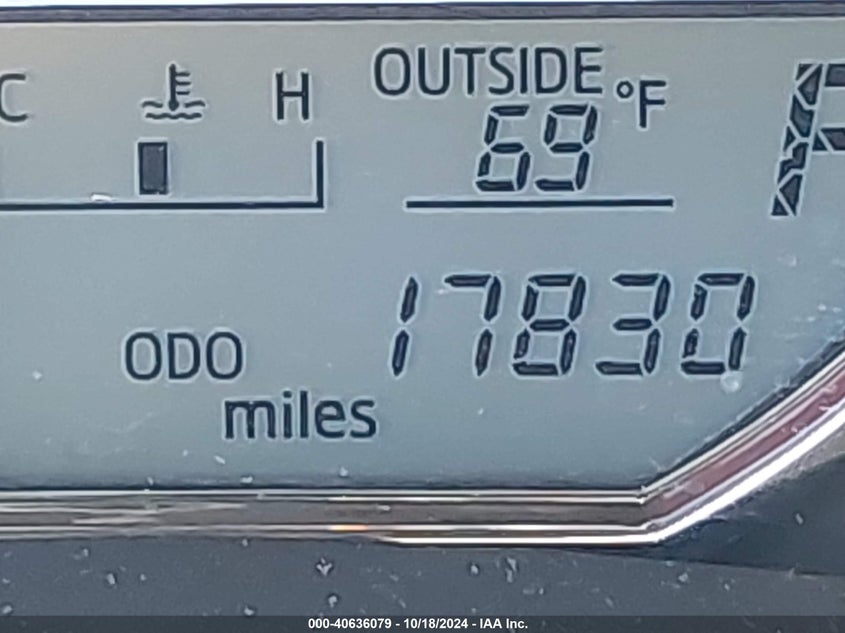 C H OUTSIDE °F
69
17830
ODO
miles
000-40636079 - 10/18/2024 - IAA Inc.